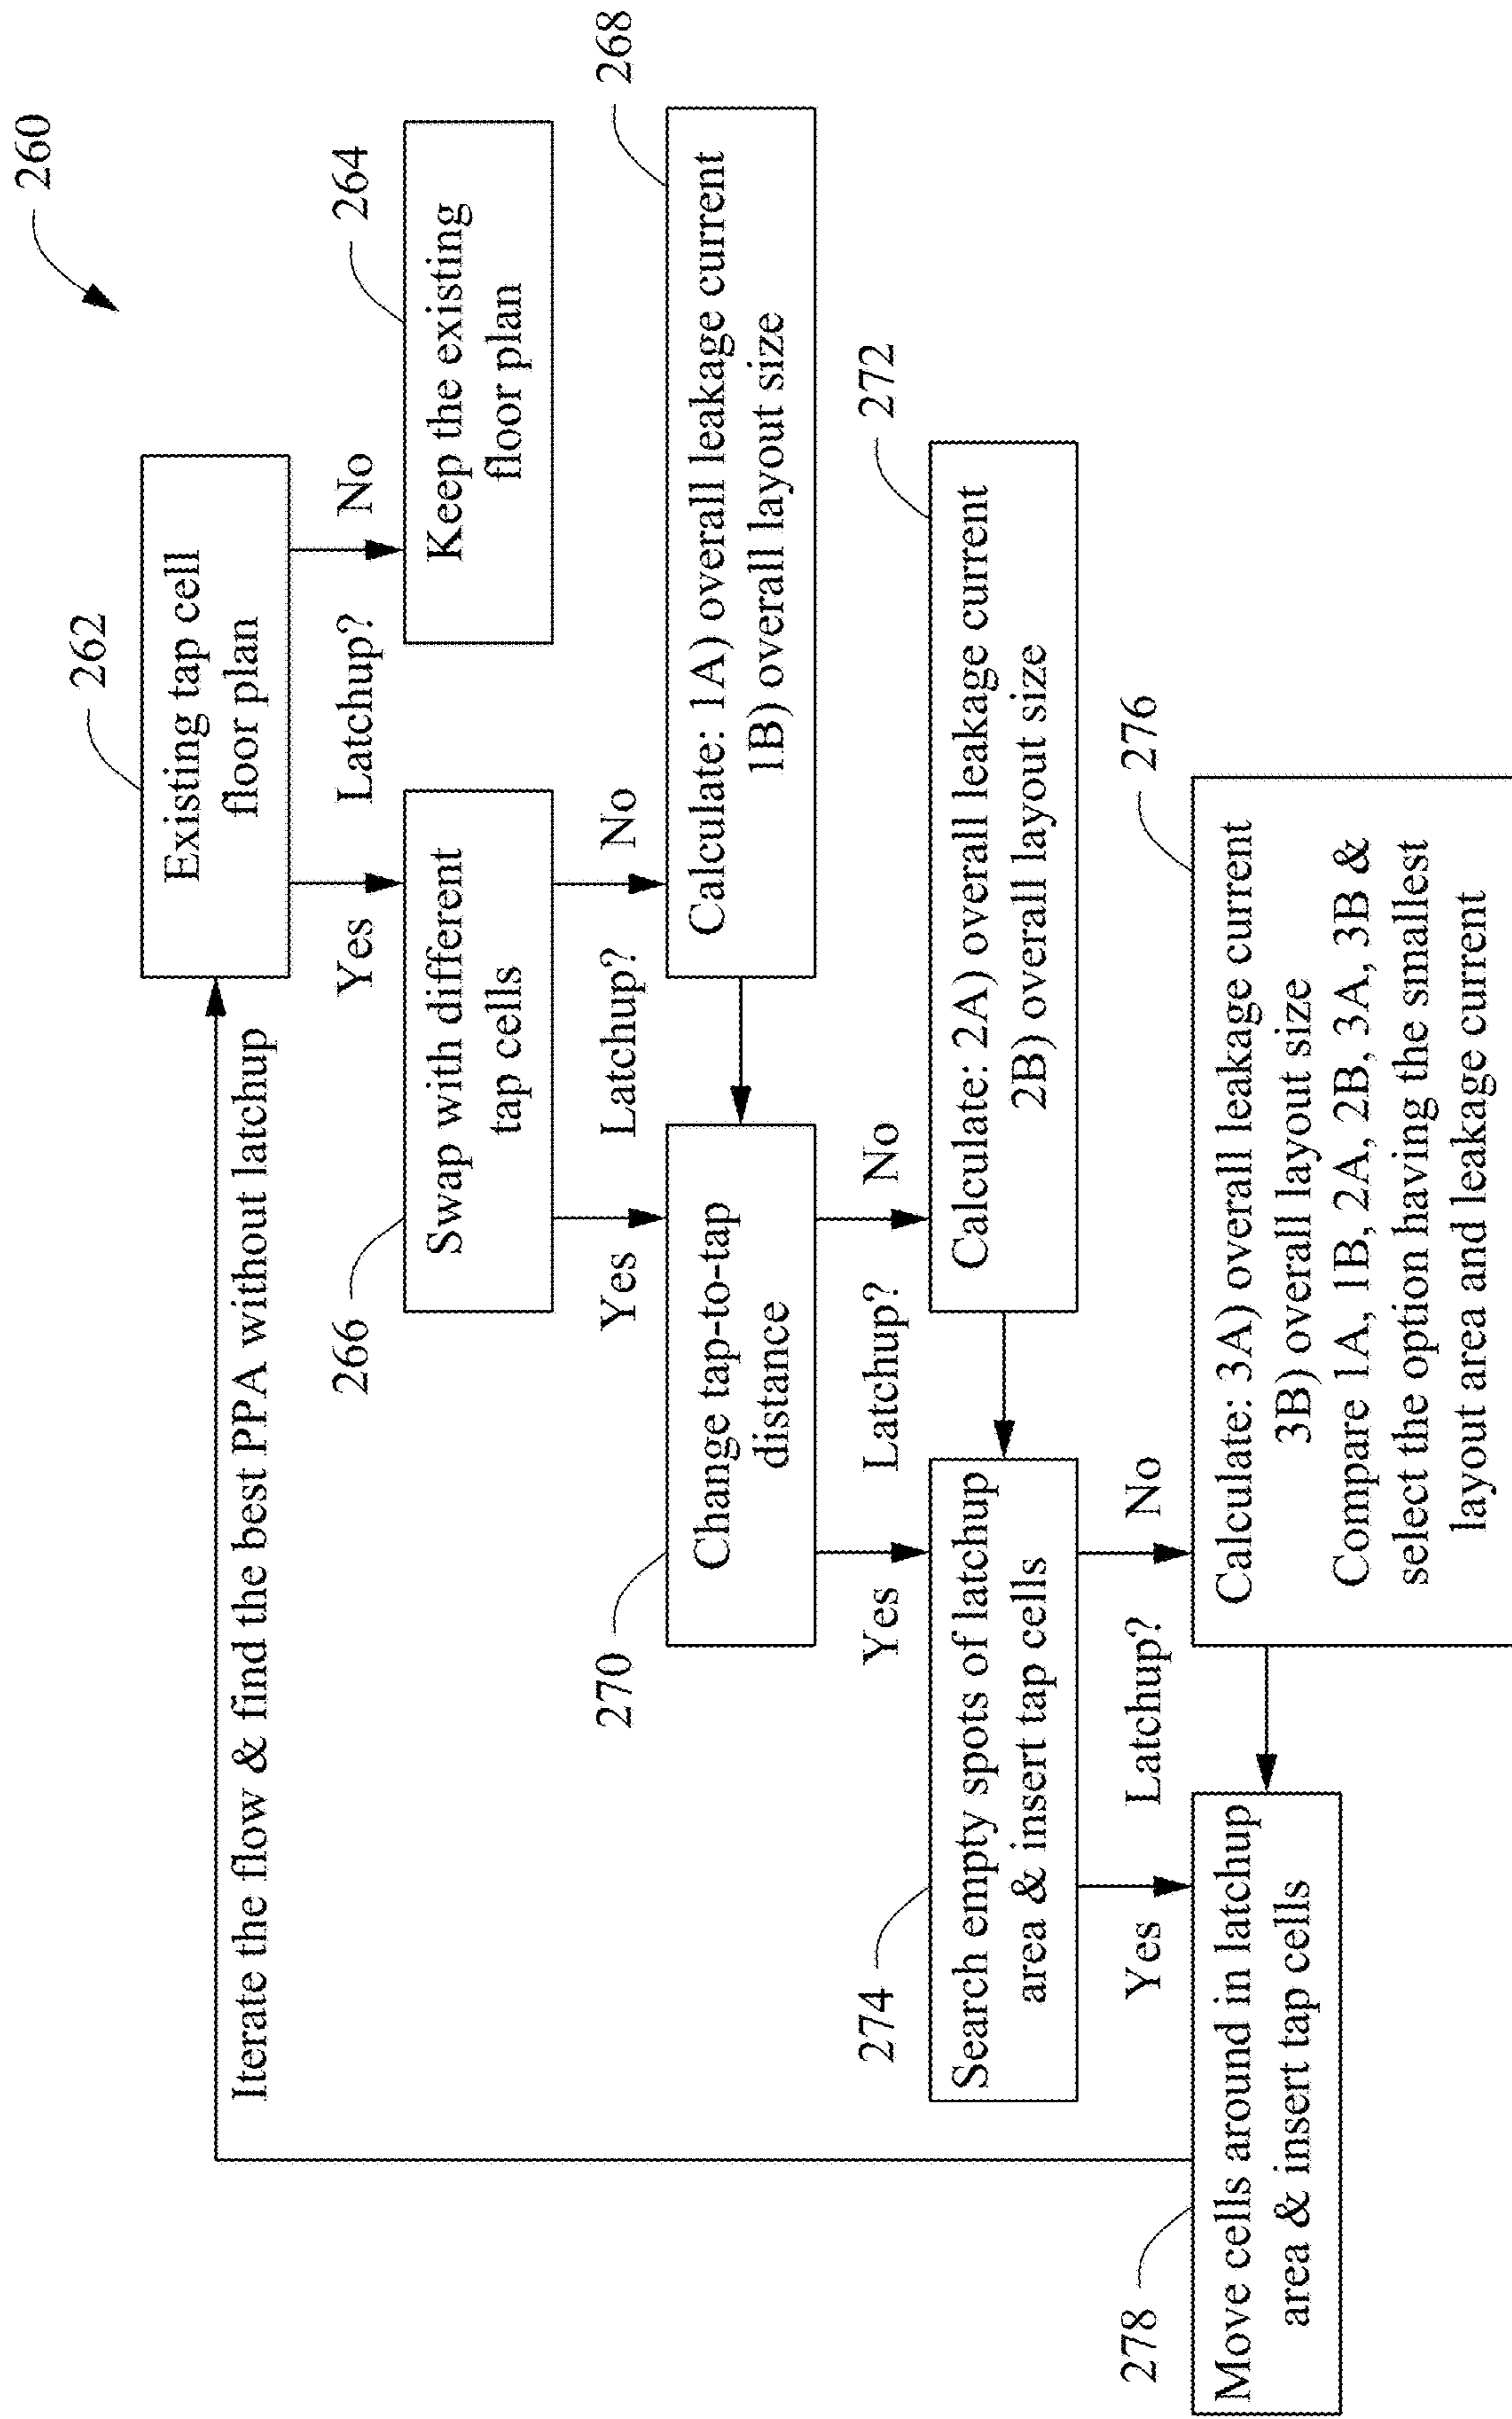 260
262
Existing tap cell
floor plan
Iterate the flow & find the best PPA without latchup
Yes
Latchup?
No
264
Keep the existing
floor plan
266
Swap with different
tap cells
Yes
Latchup?
No
268
Calculate: 1A) overall leakage current
1B) overall layout size
270
Change tap-to-tap
distance
Yes
Latchup?
No
272
Calculate: 2A) overall leakage current
2B) overall layout size
274
Search empty spots of latchup
area & insert tap cells
Yes
Latchup?
No
276
Calculate: 3A) overall leakage current
3B) overall layout size
Compare 1A, 1B, 2A, 2B, 3A, 3B &
select the option having the smallest
layout area and leakage current
278
Move cells around in latchup
area & insert tap cells